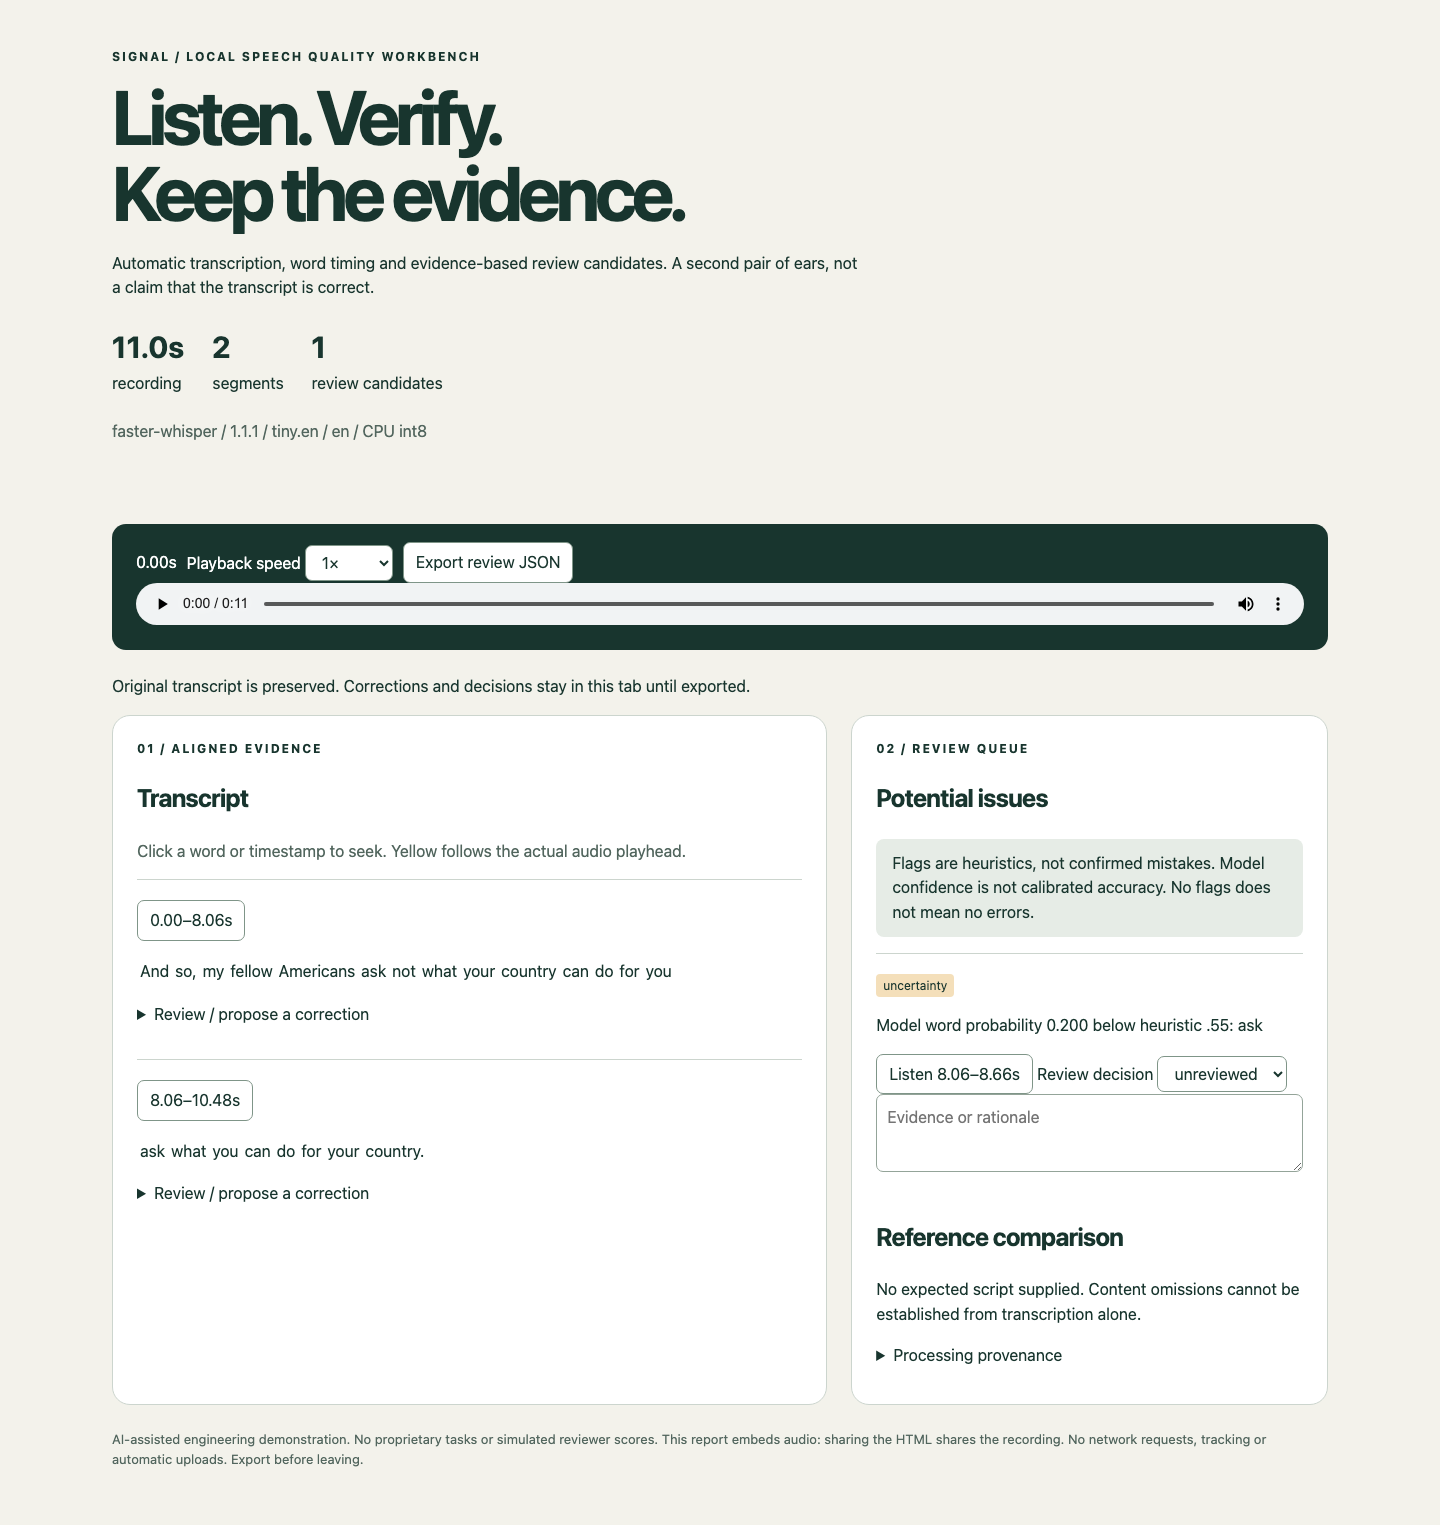 SIGNAL / LOCAL SPEECH QUALITY WORKBENCH
Listen. Verify.
Keep the evidence.
Automatic transcription, word timing and evidence-based review candidates. A second pair of ears, not
a claim that the transcript is correct.
11.0s 2 1
recording segments review candidates
faster-whisper / 1.1.1 / tiny.en / en / CPU int8
0.00s Playback speed 1× Export review JSON
0:00 / 0:11
Original transcript is preserved. Corrections and decisions stay in this tab until exported.
01 / ALIGNED EVIDENCE
Transcript
Click a word or timestamp to seek. Yellow follows the actual audio playhead.
0.00–8.06s
And so, my fellow Americans ask not what your country can do for you
Review / propose a correction
8.06–10.48s
ask what you can do for your country.
Review / propose a correction
02 / REVIEW QUEUE
Potential issues
Flags are heuristics, not confirmed mistakes. Model
confidence is not calibrated accuracy. No flags does
not mean no errors.
uncertainty
Model word probability 0.200 below heuristic .55: ask
Listen 8.06–8.66s Review decision unreviewed
Evidence or rationale
Reference comparison
No expected script supplied. Content omissions cannot be
established from transcription alone.
Processing provenance
AI-assisted engineering demonstration. No proprietary tasks or simulated reviewer scores. This report embeds audio: sharing the HTML shares the recording. No network requests, tracking or
automatic uploads. Export before leaving.